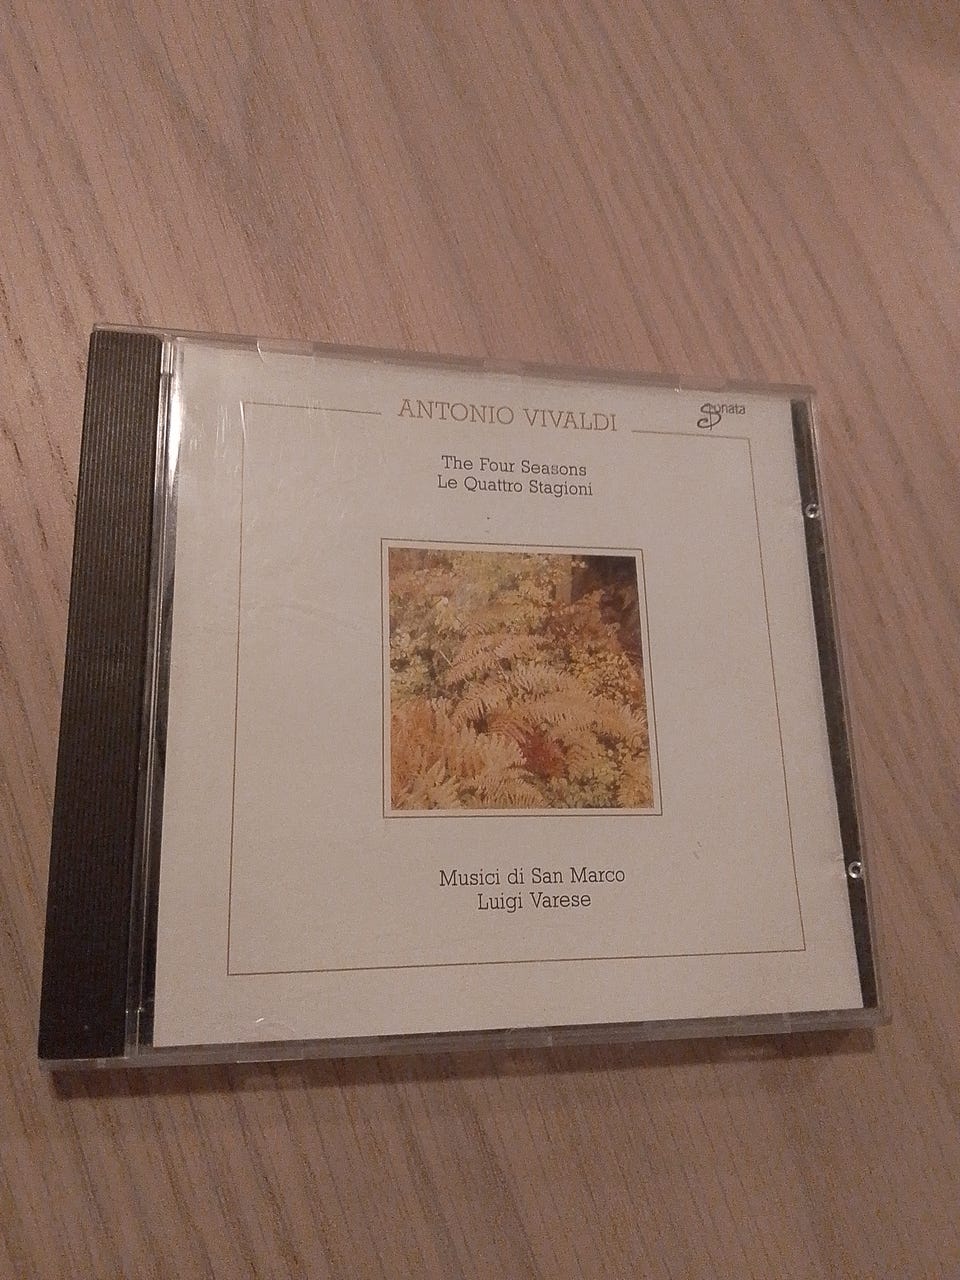 ANTONIO VIVALDI
Sonata
The Four Seasons
Le Quattro Stagioni
Musici di San Marco
Luigi Varese